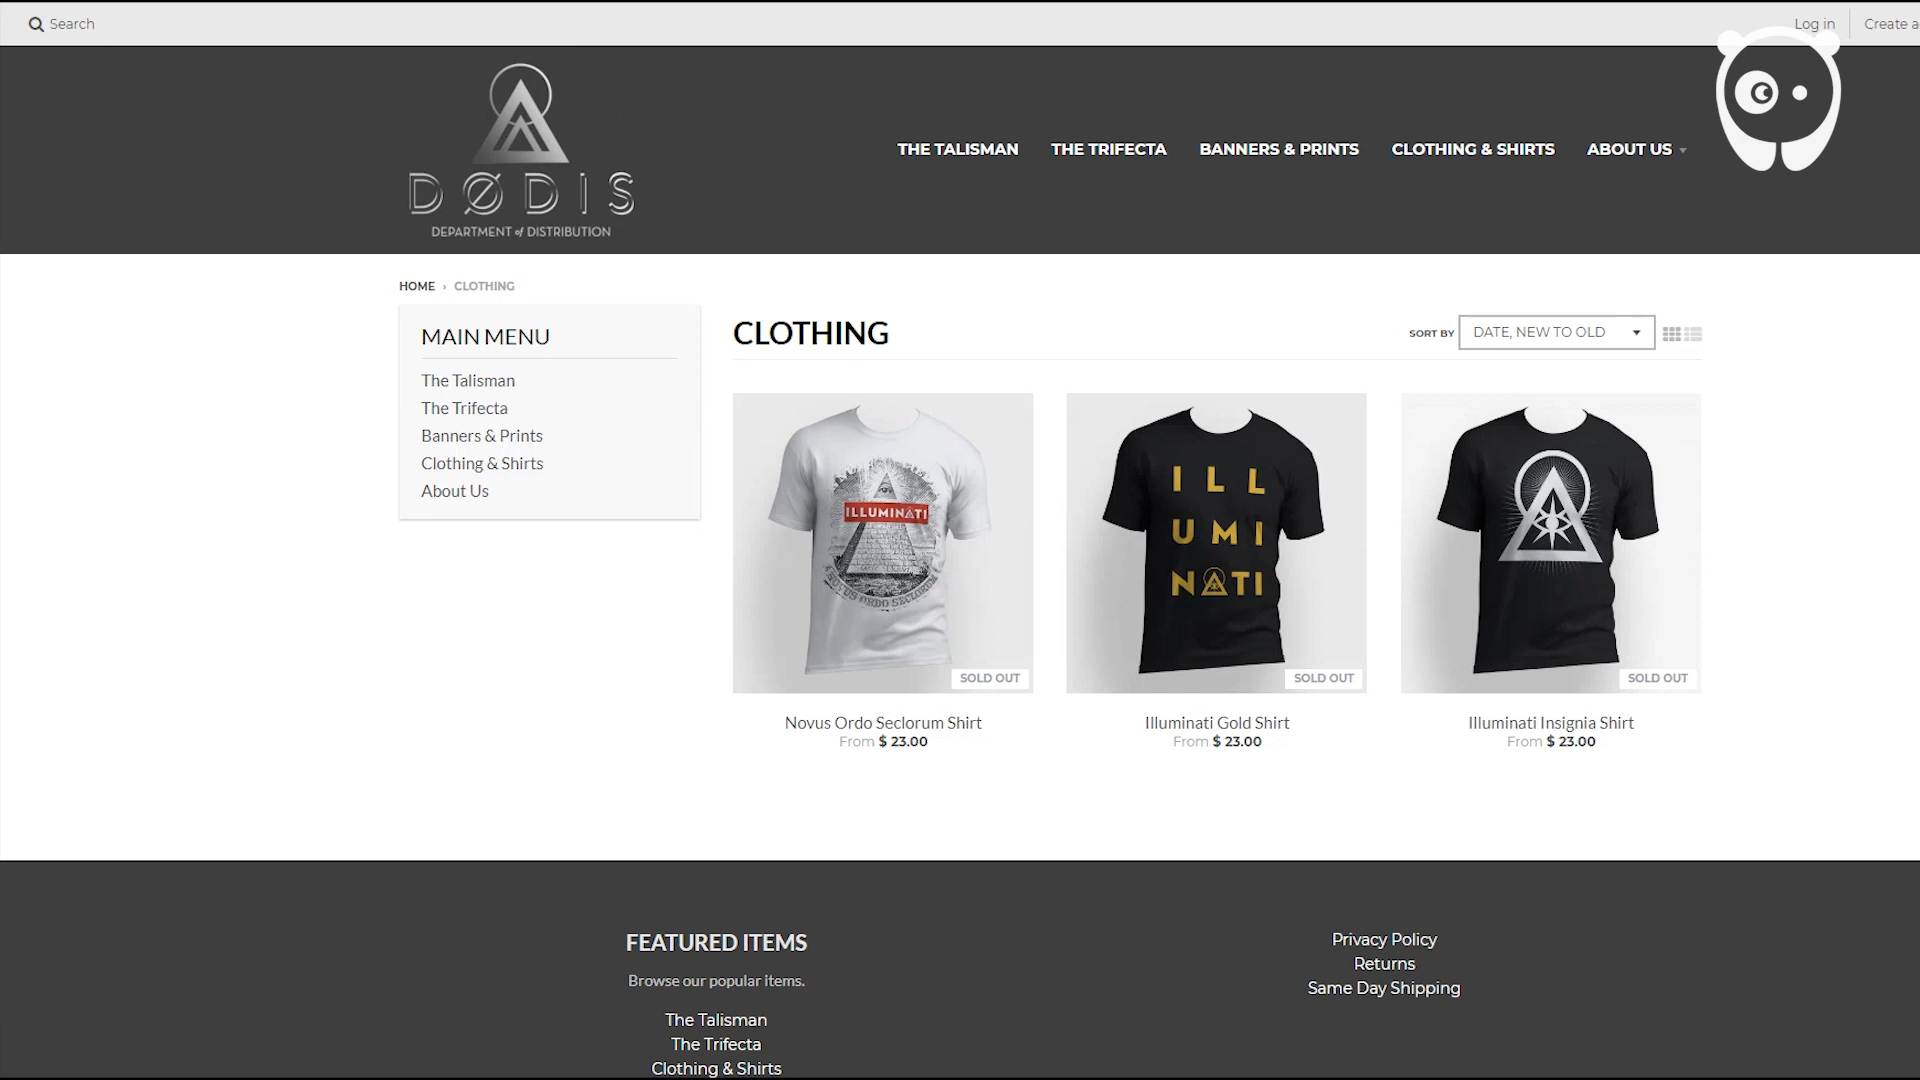 Search
Log in
Create a
DØDIS
DEPARTMENT of DISTRIBUTION
THE TALISMAN
THE TRIFECTA
BANNERS & PRINTS
CLOTHING & SHIRTS
ABOUT US
HOME › CLOTHING
MAIN MENU
The Talisman
The Trifecta
Banners & Prints
Clothing & Shirts
About Us
CLOTHING
SORT BY
DATE, NEW TO OLD
ILLUMINATI
NOVUS ORDO SECLORUM
SOLD OUT
Novus Ordo Seclorum Shirt
From $ 23.00
ILL
UMI
NATI
SOLD OUT
Illuminati Gold Shirt
From $ 23.00
SOLD OUT
Illuminati Insignia Shirt
From $ 23.00
FEATURED ITEMS
Browse our popular items.
The Talisman
The Trifecta
Clothing & Shirts
Privacy Policy
Returns
Same Day Shipping